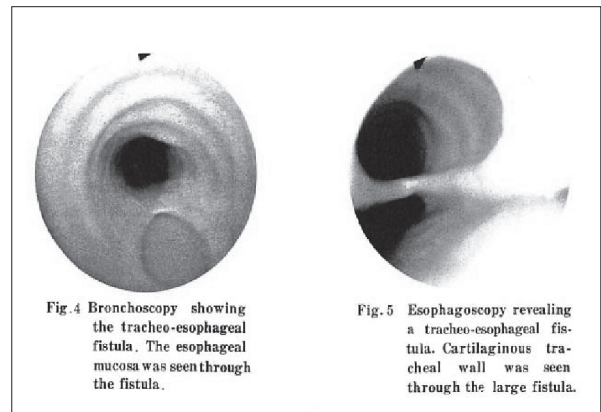 Fig.4 Bronchoscopy showing
the tracheo-esophageal
fistula. The esophageal
mucosa was seen through
the fistula.
Fig.5 Esophagoscopy revealing
a tracheo-esophageal fis-
tula. Cartilaginous tra-
cheal wall was seen
through the large fistula.